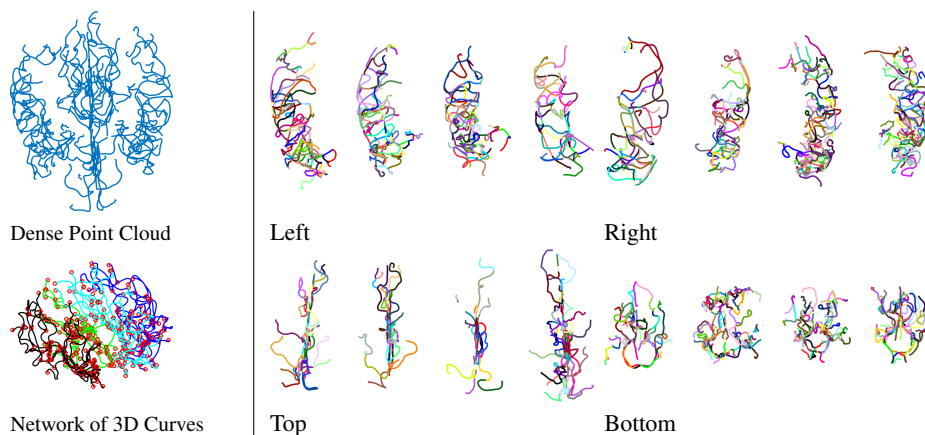 Dense Point Cloud
Left
Right
Network of 3D Curves
Top
Bottom